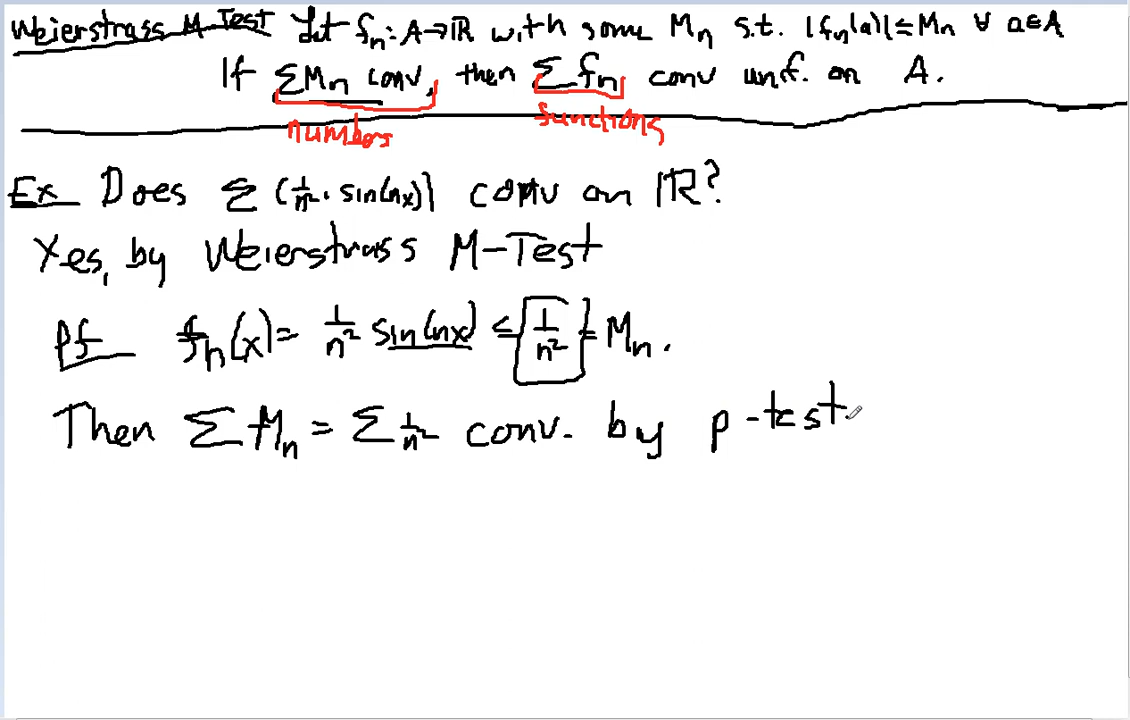 Weierstrass M-Test Let fn: A→ℝ with some Mn s.t. |fn(a)| ≤ Mn ∀ a∈A
If ΣMn conv, then Σfn conv unif. on A.
numbers functions
Ex Does Σ (1/n² · sin(nx)) conv on ℝ?
Yes, by Weierstrass M-Test
Pf fn(x) = 1/n² sin(nx) ≤ 1/n² = Mn.
Then ΣMn = Σ 1/n² conv. by p-test